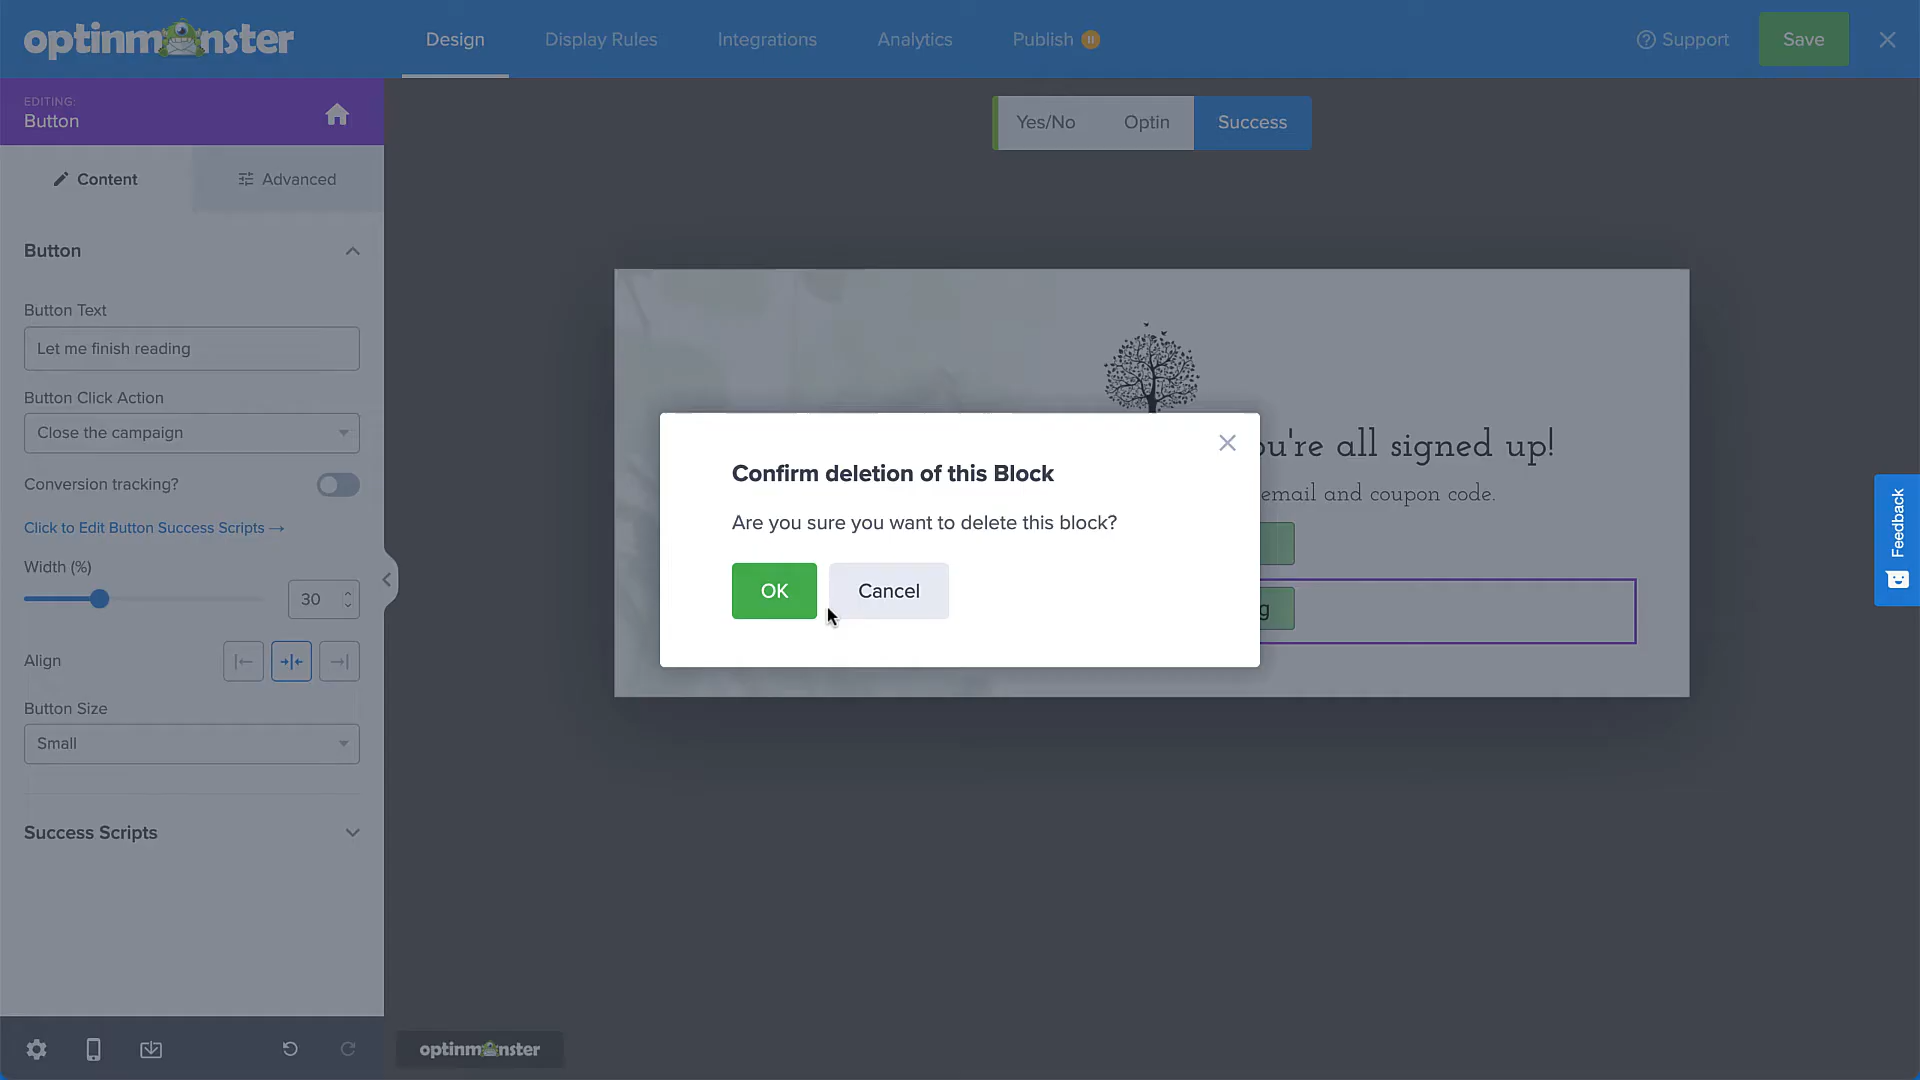 optinmonster
Design
Display Rules
Integrations
Analytics
Publish
Support
Save
EDITING:
Button
Yes/No
Optin
Success
Content
Advanced
Button
Button Text
Let me finish reading
Button Click Action
Close the campaign
Conversion tracking?
Click to Edit Button Success Scripts →
Width (%)
30
Align
Button Size
Small
Success Scripts
ou're all signed up!
email and coupon code.
g
Confirm deletion of this Block
Are you sure you want to delete this block?
OK
Cancel
Feedback
optinmonster